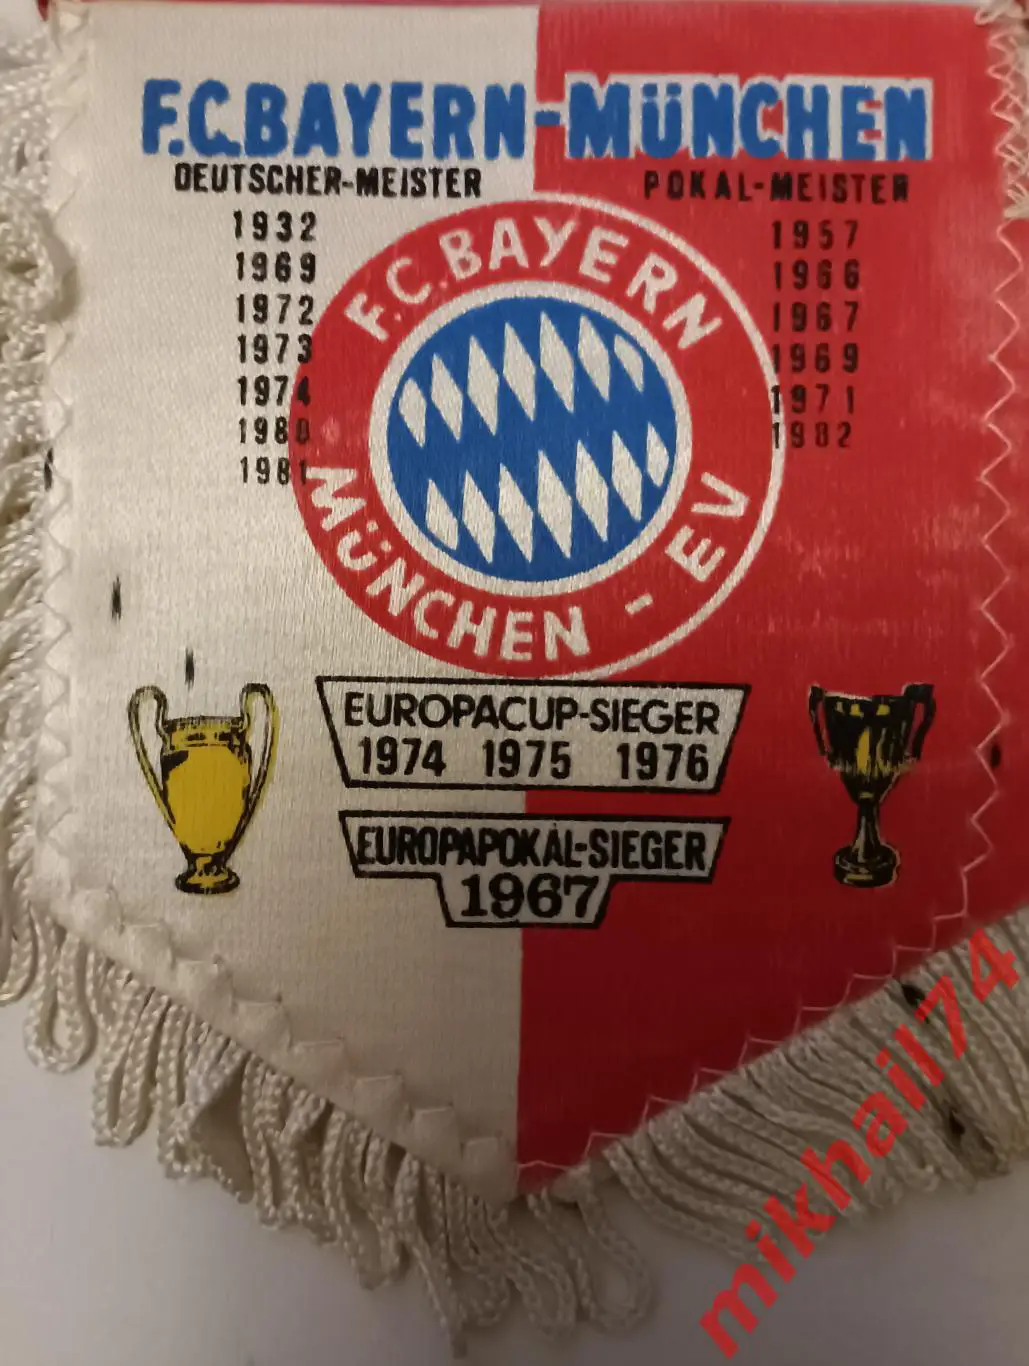 F.C.BAYERN-MÜNCHEN
DEUTSCHER-MEISTER
1932
1969
1972
1973
1974
1980
1981
POKAL-MEISTER
1957
1966
1967
1969
1971
1982
F.C.BAYERN
MÜNCHEN - EV
EUROPACUP-SIEGER
1974 1975 1976
EUROPAPOKAL-SIEGER
1967
mikhail74